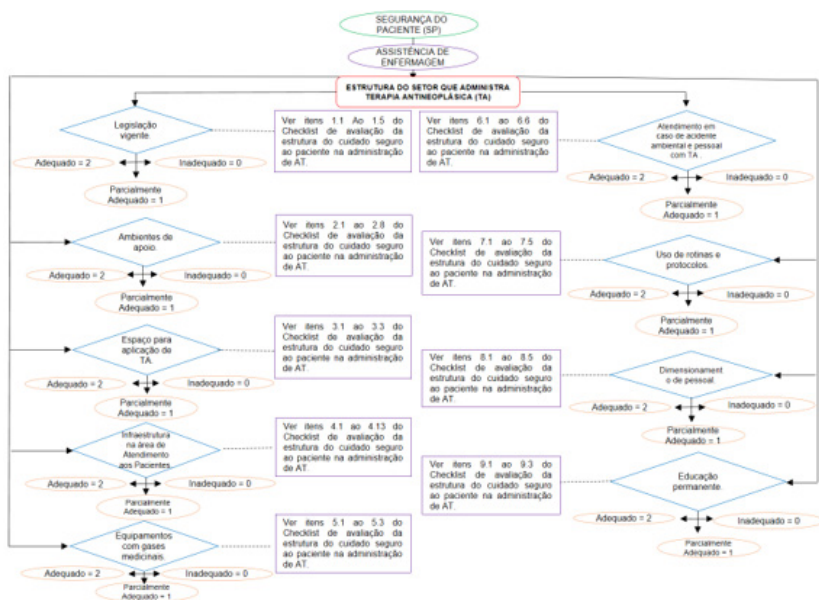 SEGURANÇA DO
PACIENTE (SP)
ASSISTÊNCIA DE
ENFERMAGEM
ESTRUTURA DO SETOR QUE ADMINISTRA
TERAPIA ANTINEOPLÁSICA (TA)
Legislação
vigente.
Adequado = 2
Inadequado = 0
Parcialmente
Adequado = 1
Ver itens 1.1 Ao 1.5 do
Checklist de avaliação da
estrutura do cuidado seguro
ao paciente na administração
de AT.
Ambientes de
apoio.
Adequado = 2
Inadequado = 0
Parcialmente
Adequado = 1
Ver itens 2.1 ao 2.8 do
Checklist de avaliação da
estrutura do cuidado seguro
ao paciente na administração
de AT.
Espaço para
aplicação de
TA.
Adequado = 2
Inadequado = 0
Parcialmente
Adequado = 1
Ver itens 3.1 ao 3.3 do
Checklist de avaliação da
estrutura do cuidado seguro
ao paciente na administração
de AT.
Infraestrutura
na área de
Atendimento
aos Pacientes.
Adequado = 2
Inadequado = 0
Parcialmente
Adequado = 1
Ver itens 4.1 ao 4.13 do
Checklist de avaliação da
estrutura do cuidado seguro
ao paciente na administração
de AT.
Equipamentos
com gases
medicinais.
Adequado = 2
Inadequado = 0
Parcialmente
Adequado = 1
Ver itens 5.1 ao 5.3 do
Checklist de avaliação da
estrutura do cuidado seguro
ao paciente na administração
de AT.
Ver itens 6.1 ao 6.6 do
Checklist de avaliação da
estrutura do cuidado seguro
ao paciente na administração
de AT.
Atendimento em
caso de acidente
ambiental e pessoal
com TA .
Adequado = 2
Inadequado = 0
Parcialmente
Adequado = 1
Ver itens 7.1 ao 7.5 do
Checklist de avaliação da
estrutura do cuidado seguro
ao paciente na administração
de AT.
Uso de rotinas e
protocolos.
Adequado = 2
Inadequado = 0
Parcialmente
Adequado = 1
Ver itens 8.1 ao 8.5 do
Checklist de avaliação da
estrutura do cuidado seguro
ao paciente na administração
de AT.
Dimensionament
o de pessoal.
Adequado = 2
Inadequado = 0
Parcialmente
Adequado = 1
Ver itens 9.1 ao 9.3 do
Checklist de avaliação da
estrutura do cuidado seguro
ao paciente na administração
de AT.
Educação
permanente.
Adequado = 2
Inadequado = 0
Parcialmente
Adequado = 1